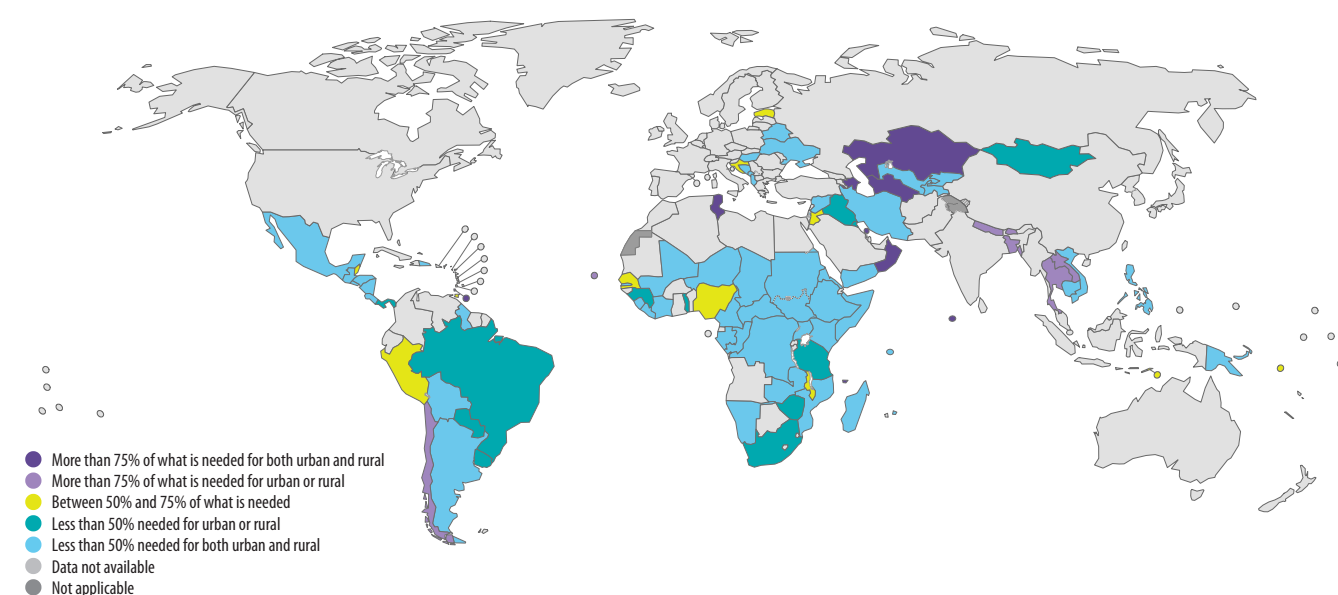 More than 75% of what is needed for both urban and rural
More than 75% of what is needed for urban or rural
Between 50% and 75% of what is needed
Less than 50% needed for urban or rural
Less than 50% needed for both urban and rural
Data not available
Not applicable